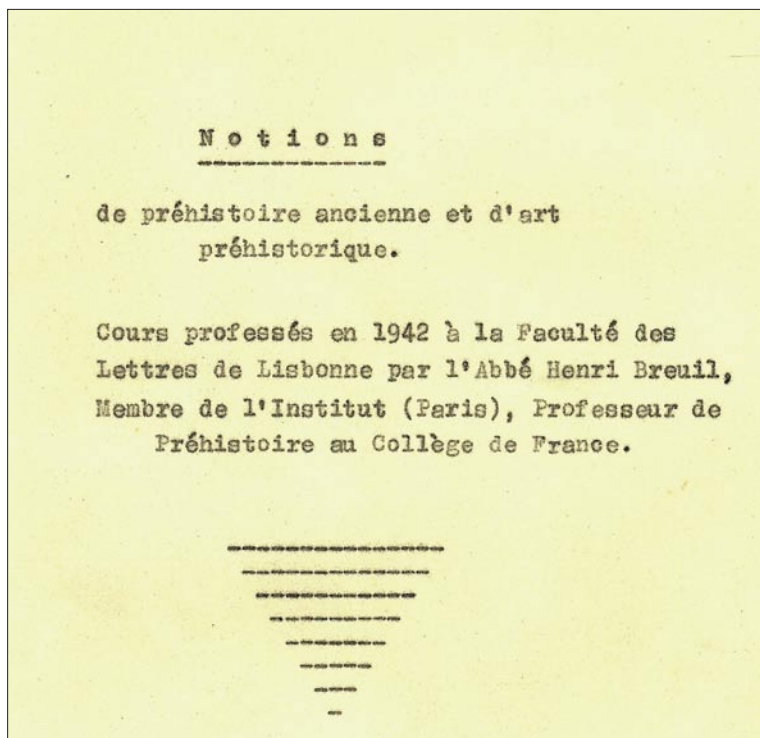 Notions
de préhistoire ancienne et d'art
préhistorique.
Cours professés en 1942 à la Faculté des
Lettres de Lisbonne par l'Abbé Henri Breuil,
Membre de l'Institut (Paris), Professeur de
Préhistoire au Collège de France.